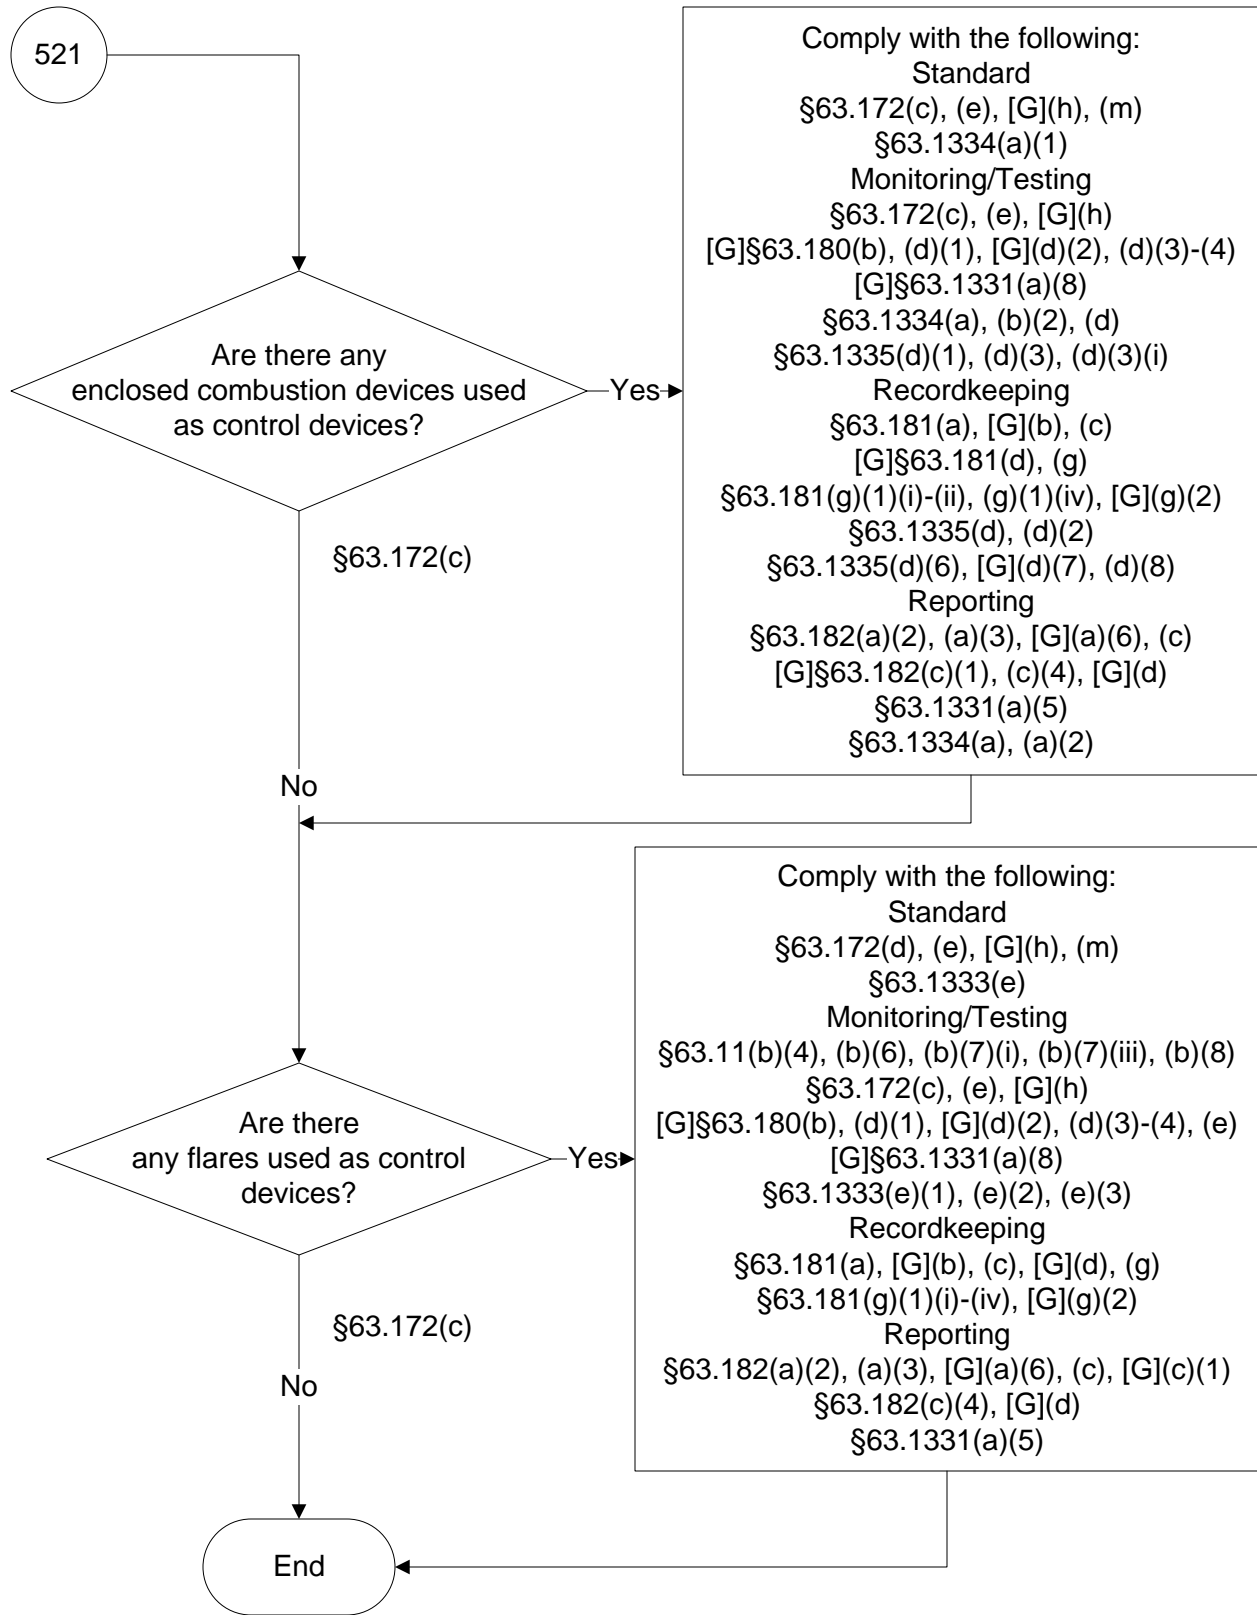 521
Comply with the following:
Standard
§63.172(c), (e), [G](h), (m)
§63.1334(a)(1)
Monitoring/Testing
§63.172(c), (e), [G](h)
[G]§63.180(b), (d)(1), [G](d)(2), (d)(3)-(4)
[G]§63.1331(a)(8)
§63.1334(a), (b)(2), (d)
§63.1335(d)(1), (d)(3), (d)(3)(i)
Recordkeeping
§63.181(a), [G](b), (c)
[G]§63.181(d), (g)
§63.181(g)(1)(i)-(ii), (g)(1)(iv), [G](g)(2)
§63.1335(d), (d)(2)
§63.1335(d)(6), [G](d)(7), (d)(8)
Reporting
§63.182(a)(2), (a)(3), [G](a)(6), (c)
[G]§63.182(c)(1), (c)(4), [G](d)
§63.1331(a)(5)
§63.1334(a), (a)(2)
Are there any
enclosed combustion devices used
as control devices?
Yes
§63.172(c)
No
Comply with the following:
Standard
§63.172(d), (e), [G](h), (m)
§63.1333(e)
Monitoring/Testing
§63.11(b)(4), (b)(6), (b)(7)(i), (b)(7)(iii), (b)(8)
§63.172(c), (e), [G](h)
[G]§63.180(b), (d)(1), [G](d)(2), (d)(3)-(4), (e)
[G]§63.1331(a)(8)
§63.1333(e)(1), (e)(2), (e)(3)
Recordkeeping
§63.181(a), [G](b), (c), [G](d), (g)
§63.181(g)(1)(i)-(iv), [G](g)(2)
Reporting
§63.182(a)(2), (a)(3), [G](a)(6), (c), [G](c)(1)
§63.182(c)(4), [G](d)
§63.1331(a)(5)
Are there
any flares used as control
devices?
Yes
§63.172(c)
No
End